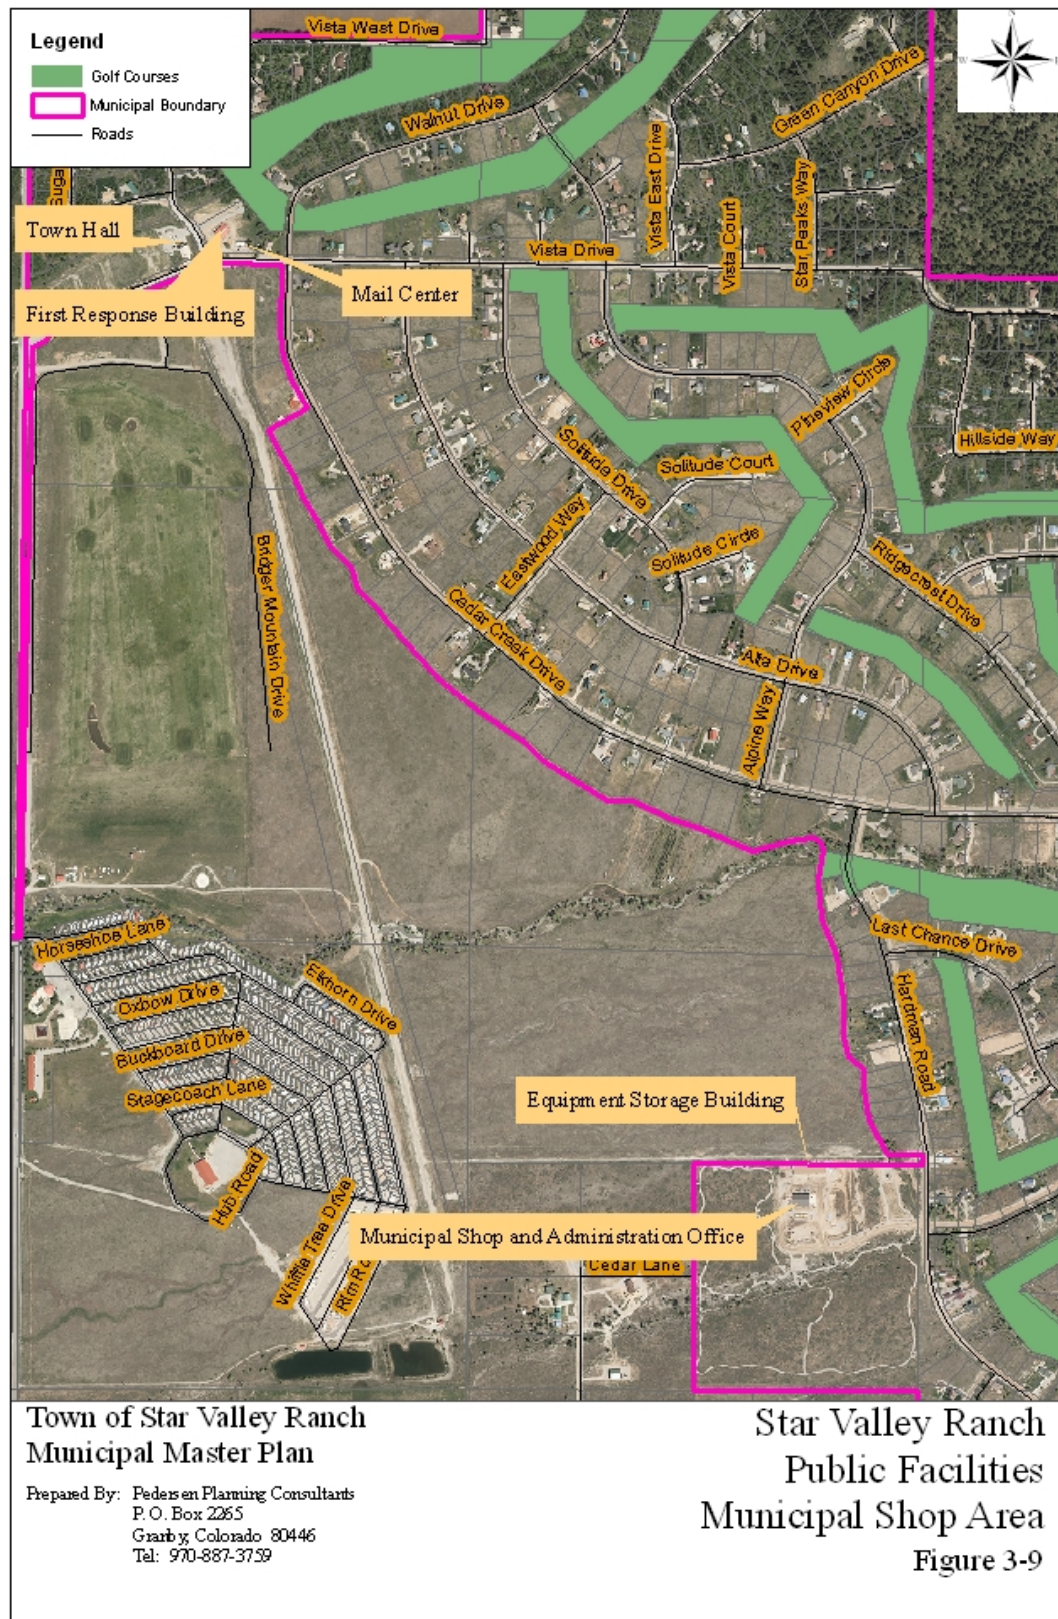 Legend
Golf Courses
Municipal Boundary
Roads
Vista West Drive
Walnut Drive
Green Canyon Drive
Vista East Drive
Star Peaks Way
Vista Court
Vista Drive
Town Hall
First Response Building
Mail Center
Pineview Circle
Hillside Way
Solitude Drive
Solitude Court
Eastwood Way
Solitude Circle
Ridgecrest Drive
Bridger Mountain Drive
Cedar Creek Drive
Alta Drive
Alpine Way
Horseshoe Lane
Oxbow Drive
Elkhorn Drive
Buckboard Drive
Stagecoach Lane
Last Chance Drive
Hardman Road
Equipment Storage Building
Hub Road
Whiffle Tree Drive
Municipal Shop and Administration Office
Cedar Lane
Town of Star Valley Ranch
Municipal Master Plan
Prepared By: Pedersen Planning Consultants
P.O. Box 2265
Granby, Colorado 80446
Tel: 970-887-3759
Star Valley Ranch
Public Facilities
Municipal Shop Area
Figure 3-9